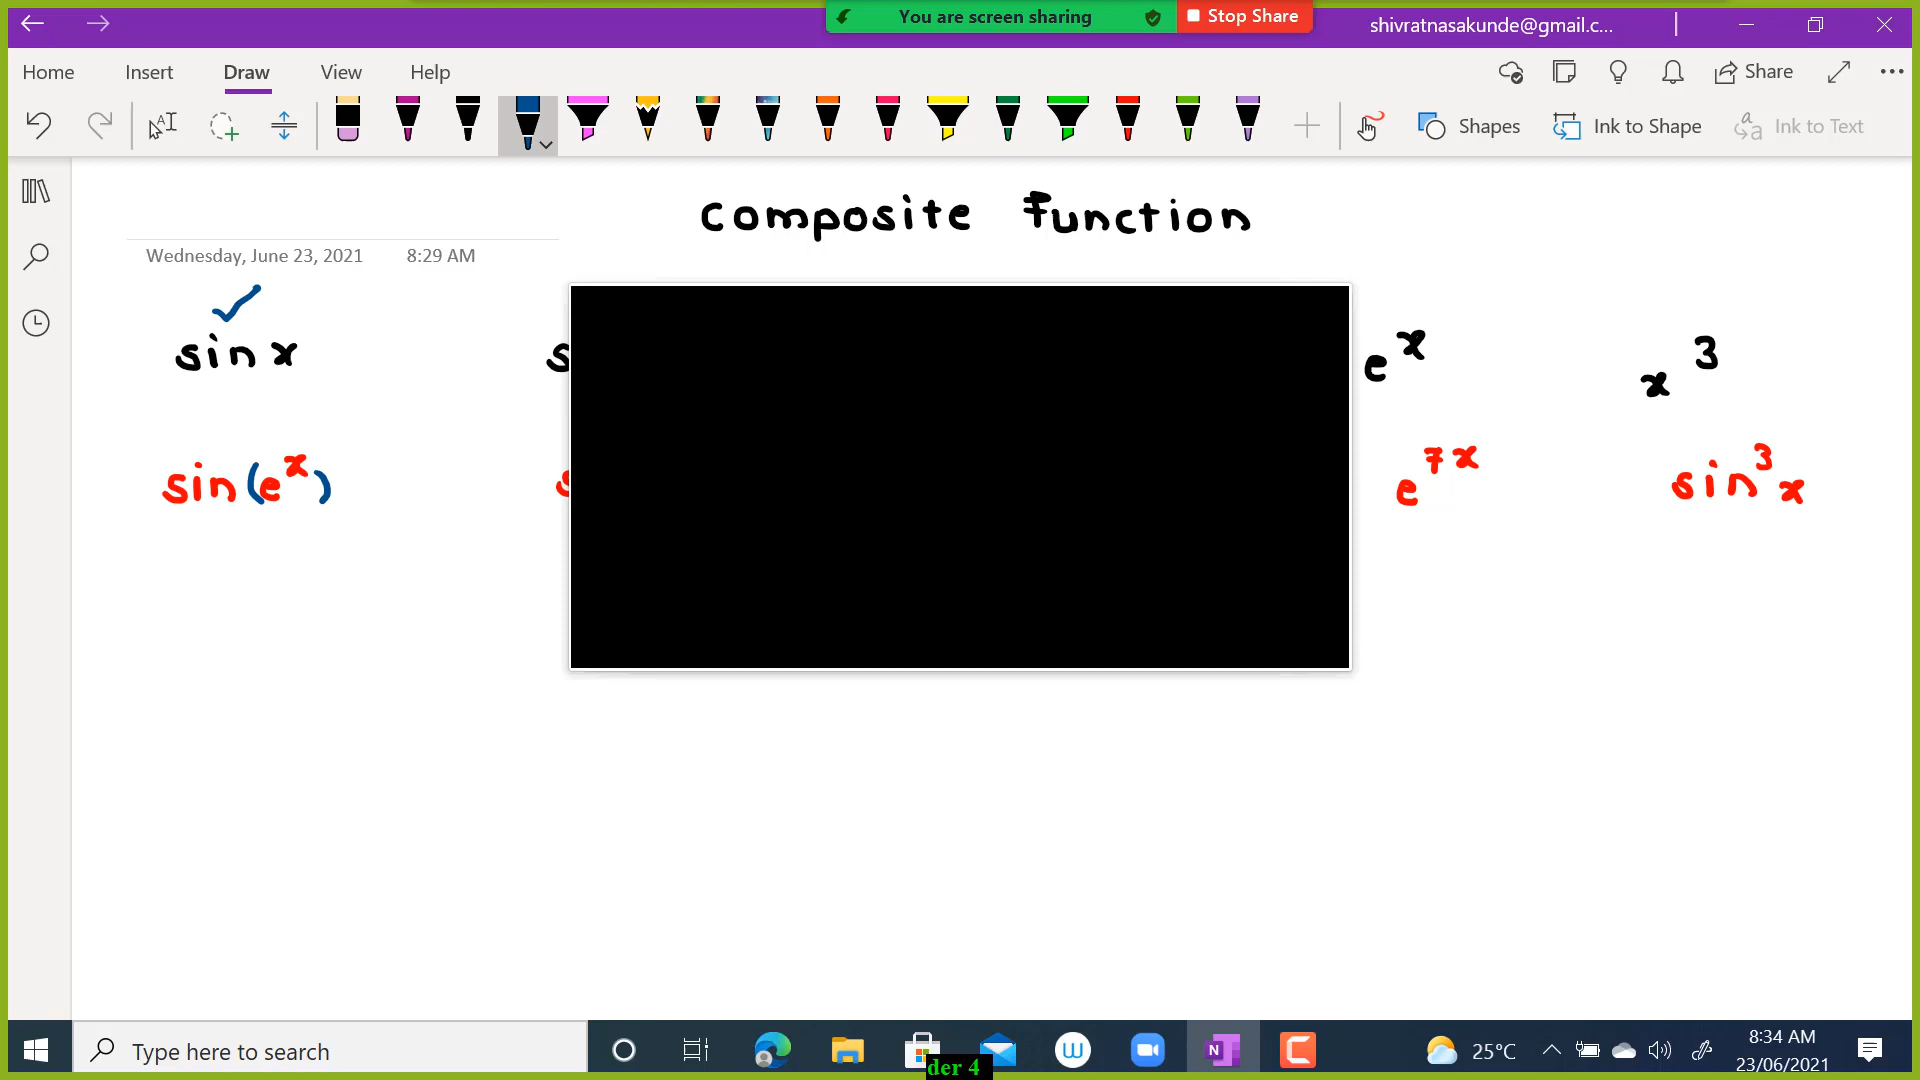 You are screen sharing Stop Share shivratnasakunde@gmail.c...
Home Insert Draw View Help Share
Shapes Ink to Shape Ink to Text
Composite Function
Wednesday, June 23, 2021 8:29 AM
sin x e^x x^3
sin(e^x) e^7x sin^3 x
Type here to search 25°C 8:34 AM
23/06/2021
der 4